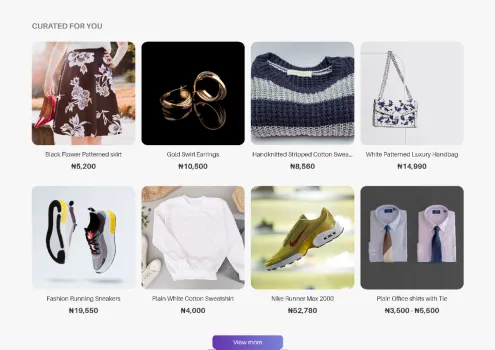 CURATED FOR YOU
Black Flower Patterned skirt
Gold Swirl Earrings
Handknitted Stripped Cotton Swea...
White Patterned Luxury Handbag
₦5,200
₦10,500
₦8,560
₦14,990
Fashion Running Sneakers
Plain White Cotton Sweatshirt
Nike Runner Max 2000
Plain Office shirts with Tie
₦19,550
₦4,000
₦52,780
₦3,500 - ₦5,500
View more